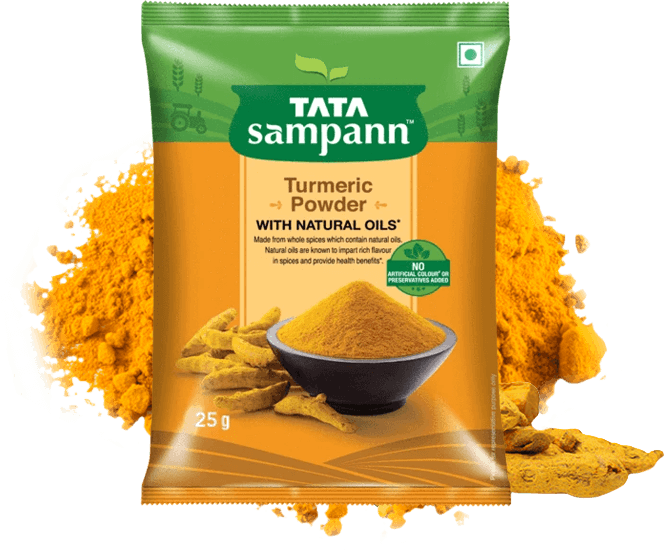 TATA
sampann™
Turmeric
Powder
WITH NATURAL OILS*
Made from whole spices which contain natural oils.
Natural oils are known to impart rich flavour
in spices and provide health benefits*.
NO
ARTIFICIAL COLOUR# OR
PRESERVATIVES ADDED
25 g